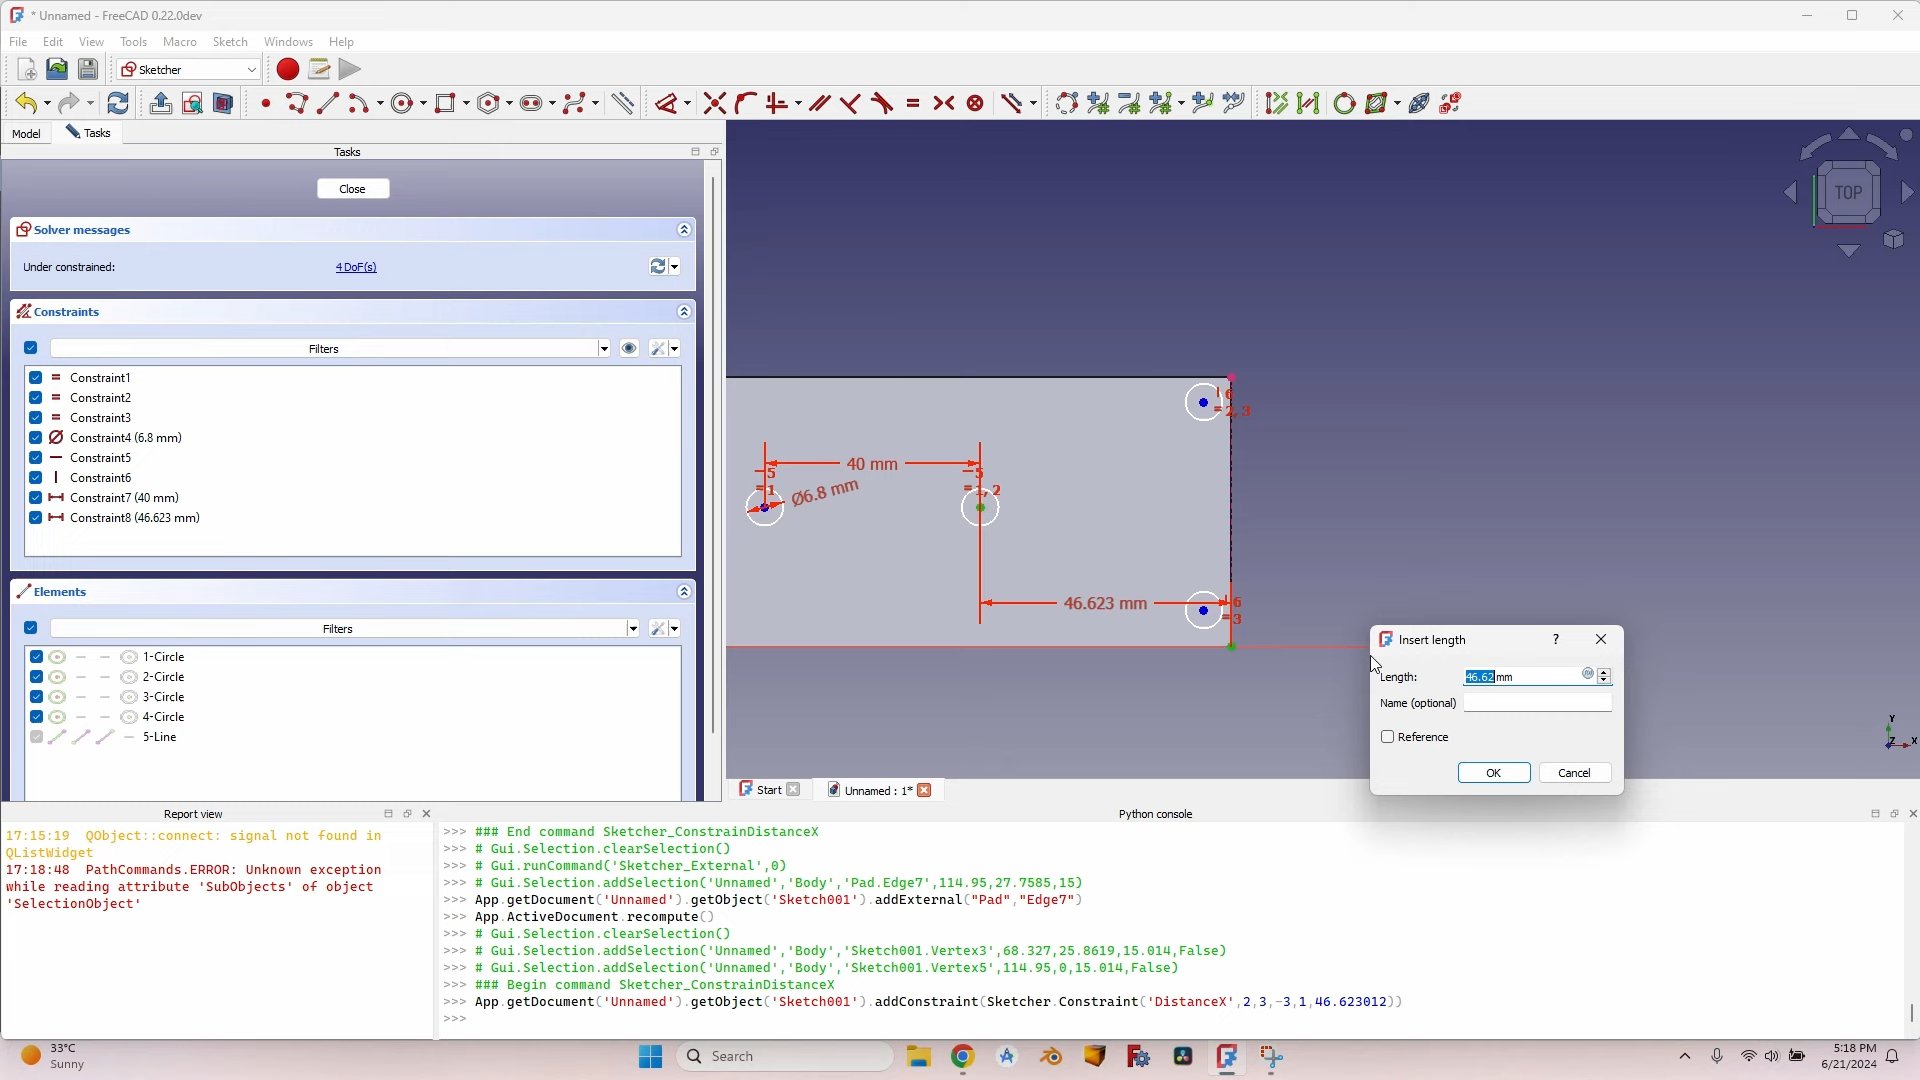 * Unnamed - FreeCAD 0.22.0dev
File Edit View Tools Macro Sketch Windows Help
Sketcher
Model Tasks
Tasks
Close
Solver messages
Under constrained: 4 DoF(s)
Constraints
Filters
Constraint1
Constraint2
Constraint3
Constraint4 (6.8 mm)
Constraint5
Constraint6
Constraint7 (40 mm)
Constraint8 (46.623 mm)
Elements
Filters
1-Circle
2-Circle
3-Circle
4-Circle
5-Line
TOP
6
= 2, 3
40 mm
5
5
= 1
= 1, 2
Ø6.8 mm
46.623 mm
6
= 3
Insert length ?
Length: 46.62 mm
Name (optional)
Reference
OK Cancel
Y
Z X
Start Unnamed : 1*
Report view
17:15:19 QObject::connect: signal not found in
QListWidget
17:18:48 PathCommands.ERROR: Unknown exception
while reading attribute 'SubObjects' of object
'SelectionObject'
Python console
>>> ### End command Sketcher_ConstrainDistanceX
>>> # Gui.Selection.clearSelection()
>>> # Gui.runCommand('Sketcher_External',0)
>>> # Gui.Selection.addSelection('Unnamed','Body','Pad.Edge7',114.95,27.7585,15)
>>> App.getDocument('Unnamed').getObject('Sketch001').addExternal("Pad","Edge7")
>>> App.ActiveDocument.recompute()
>>> # Gui.Selection.clearSelection()
>>> # Gui.Selection.addSelection('Unnamed','Body','Sketch001.Vertex3',68.327,25.8619,15.014,False)
>>> # Gui.Selection.addSelection('Unnamed','Body','Sketch001.Vertex5',114.95,0,15.014,False)
>>> ### Begin command Sketcher_ConstrainDistanceX
>>> App.getDocument('Unnamed').getObject('Sketch001').addConstraint(Sketcher.Constraint('DistanceX',2,3,-3,1,46.623012))
>>>
33°C
Sunny
Search
5:18 PM
6/21/2024